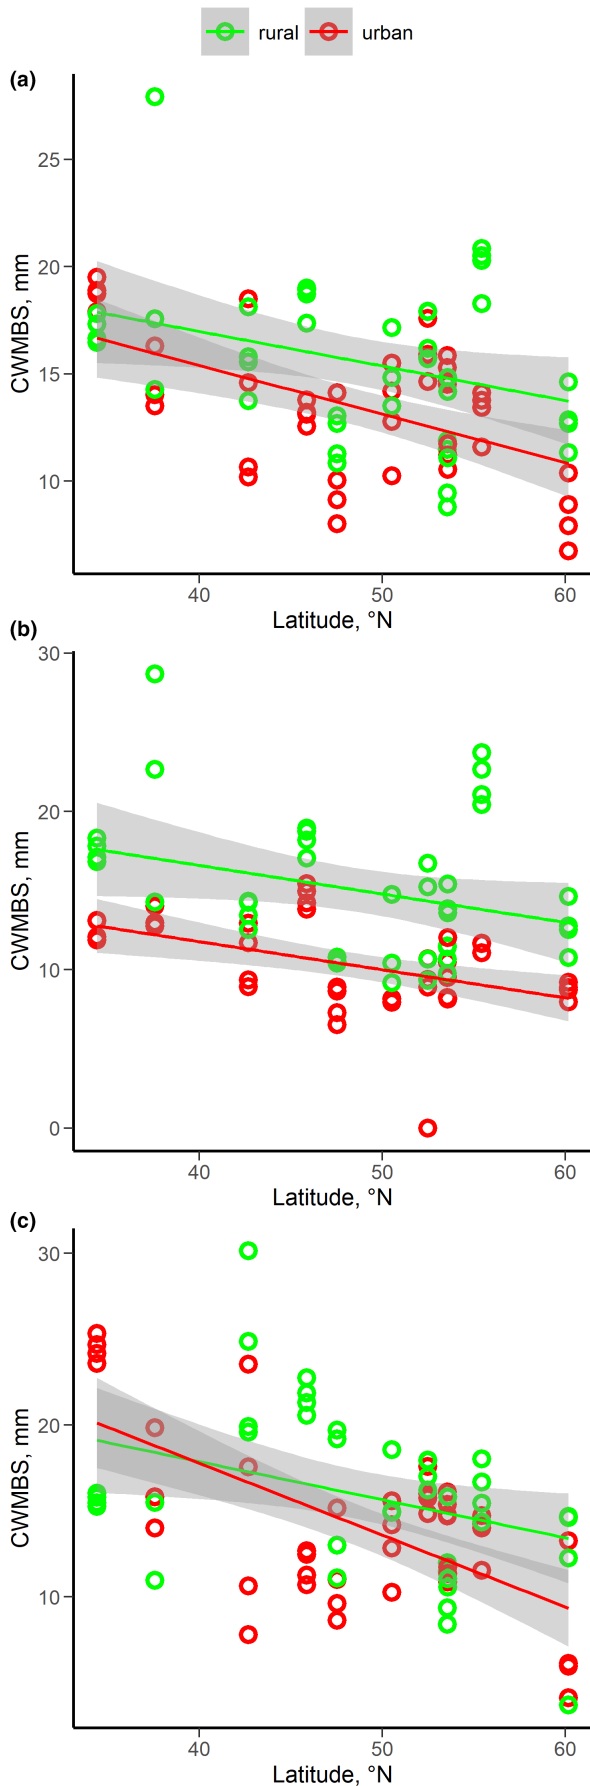 rural urban
(a)
25
20
15
10
CWMBS, mm
40 50 60
Latitude, °N
(b)
30
20
10
0
CWMBS, mm
40 50 60
Latitude, °N
(c)
30
20
10
CWMBS, mm
40 50 60
Latitude, °N